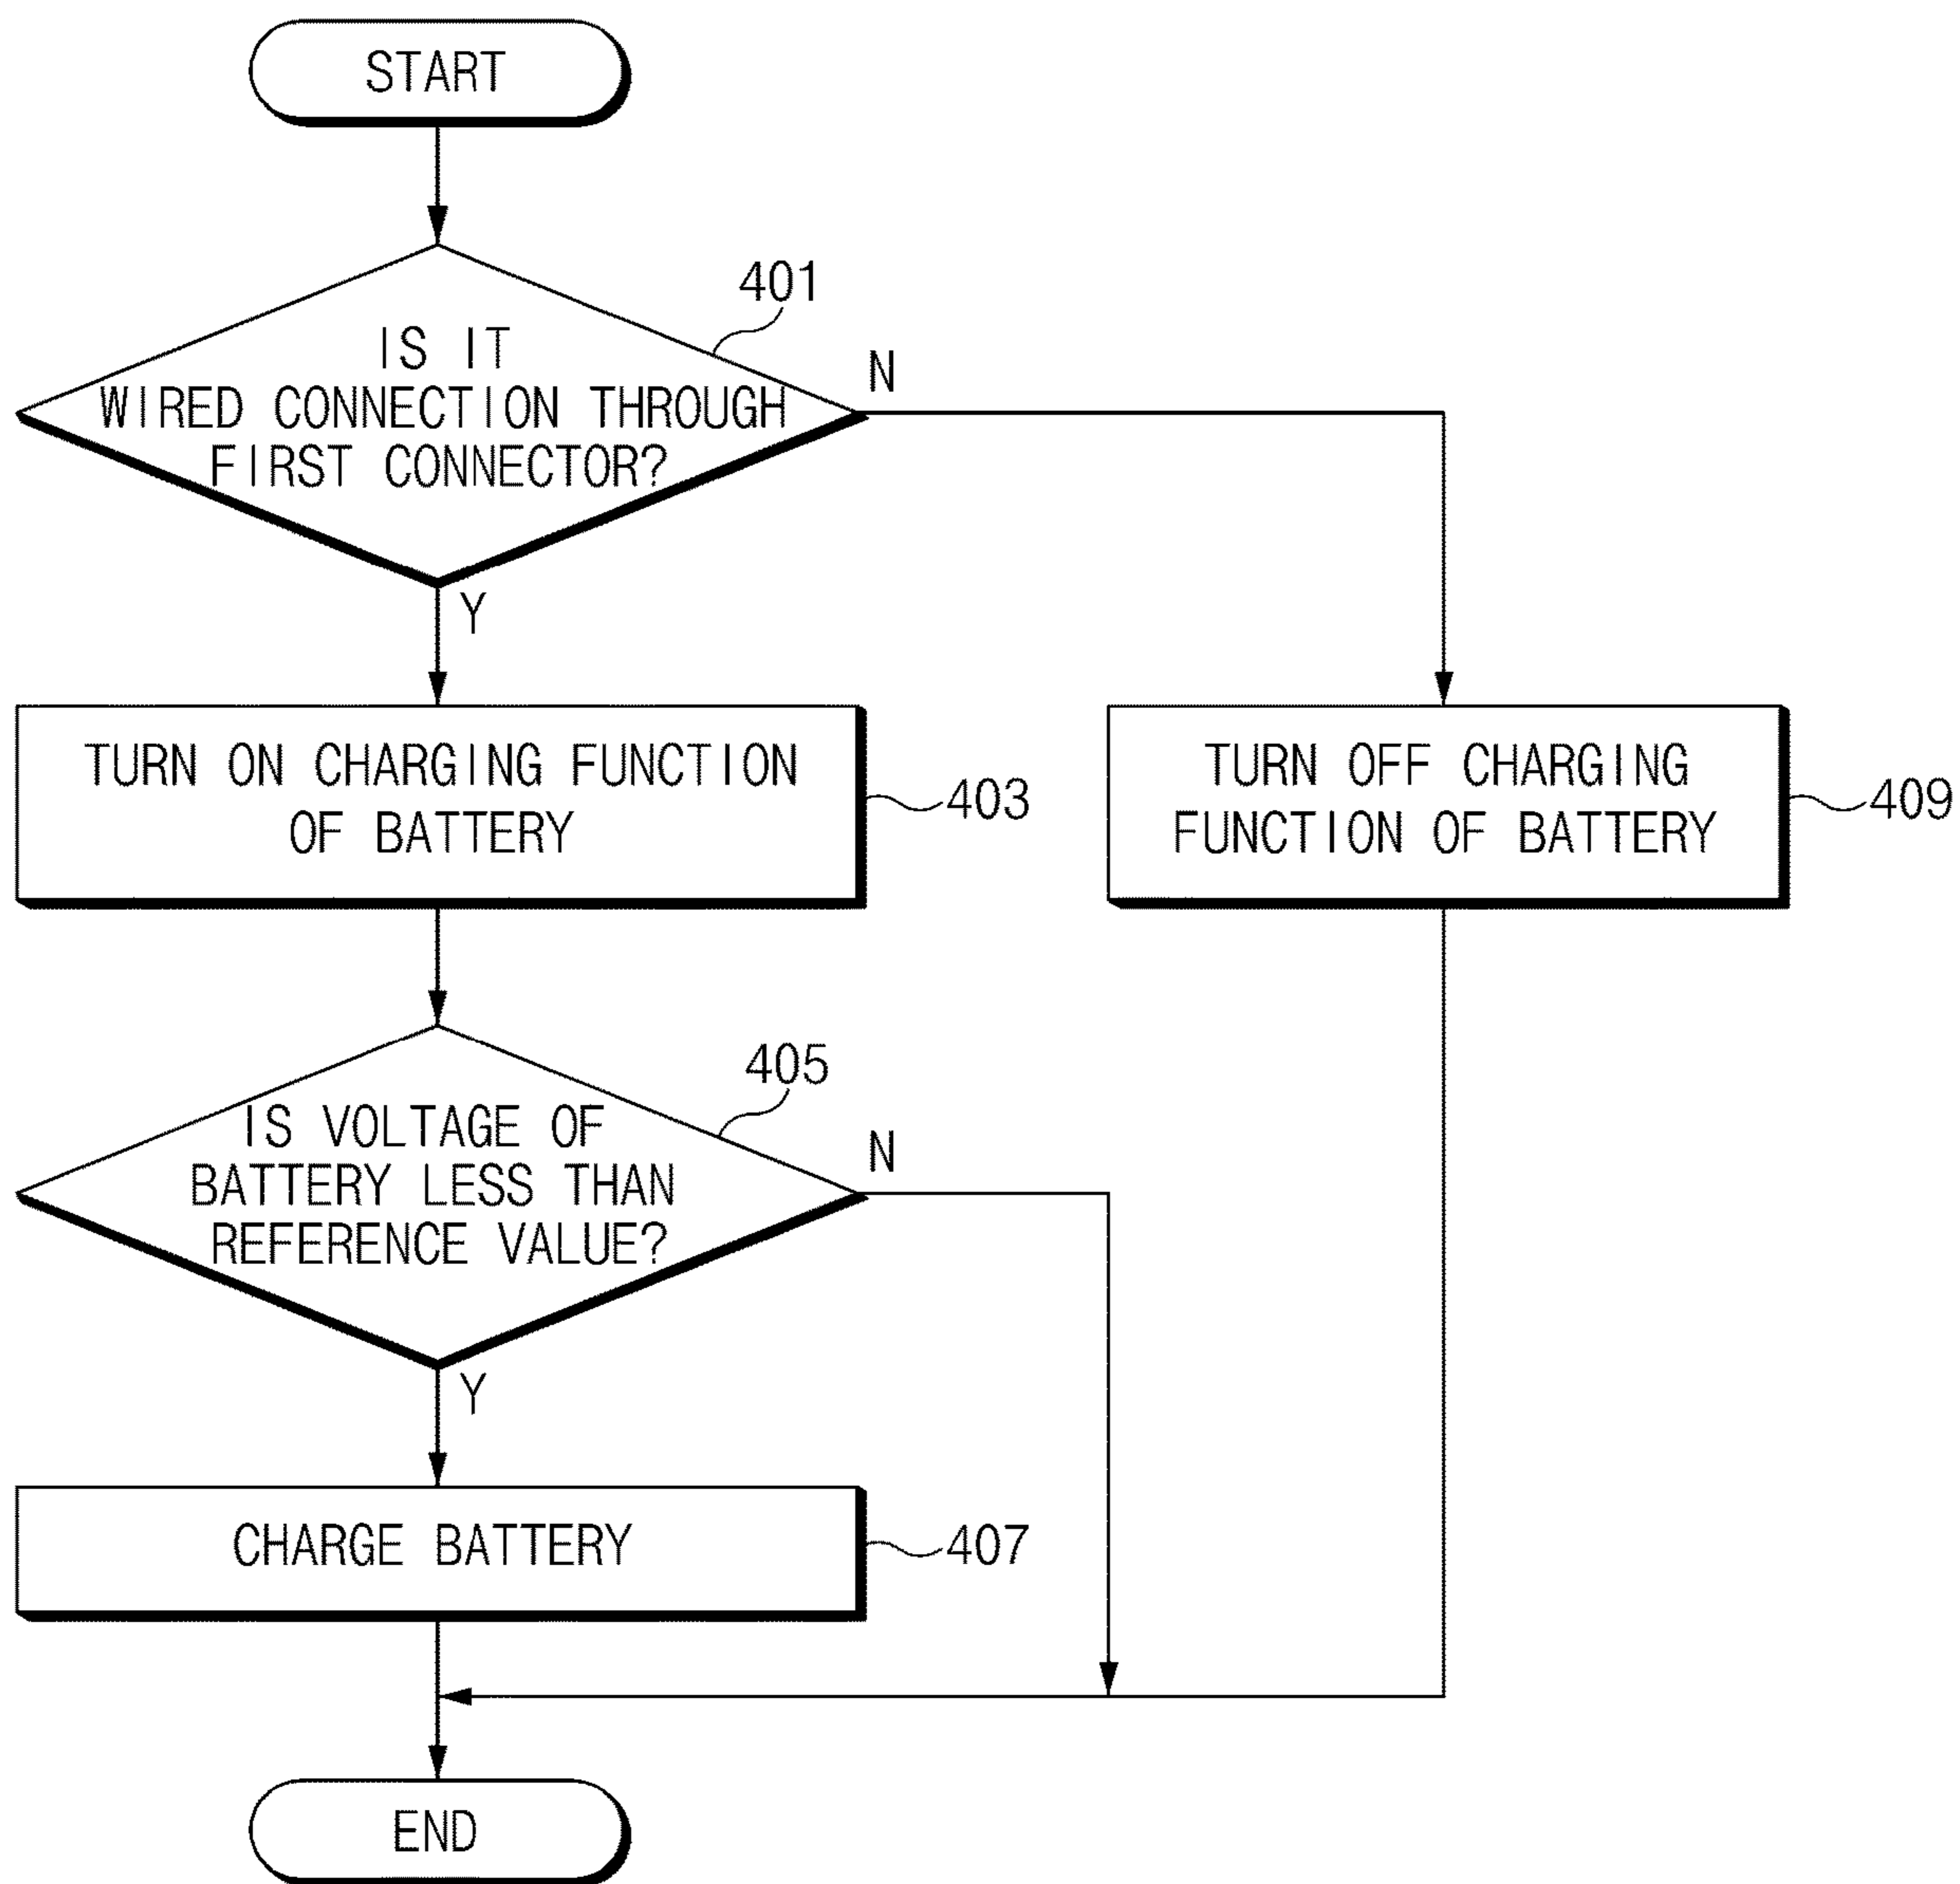 START
401
IS IT
WIRED CONNECTION THROUGH
FIRST CONNECTOR?
N
Y
TURN ON CHARGING FUNCTION
OF BATTERY
403
TURN OFF CHARGING
FUNCTION OF BATTERY
409
405
IS VOLTAGE OF
BATTERY LESS THAN
REFERENCE VALUE?
N
Y
CHARGE BATTERY
407
END